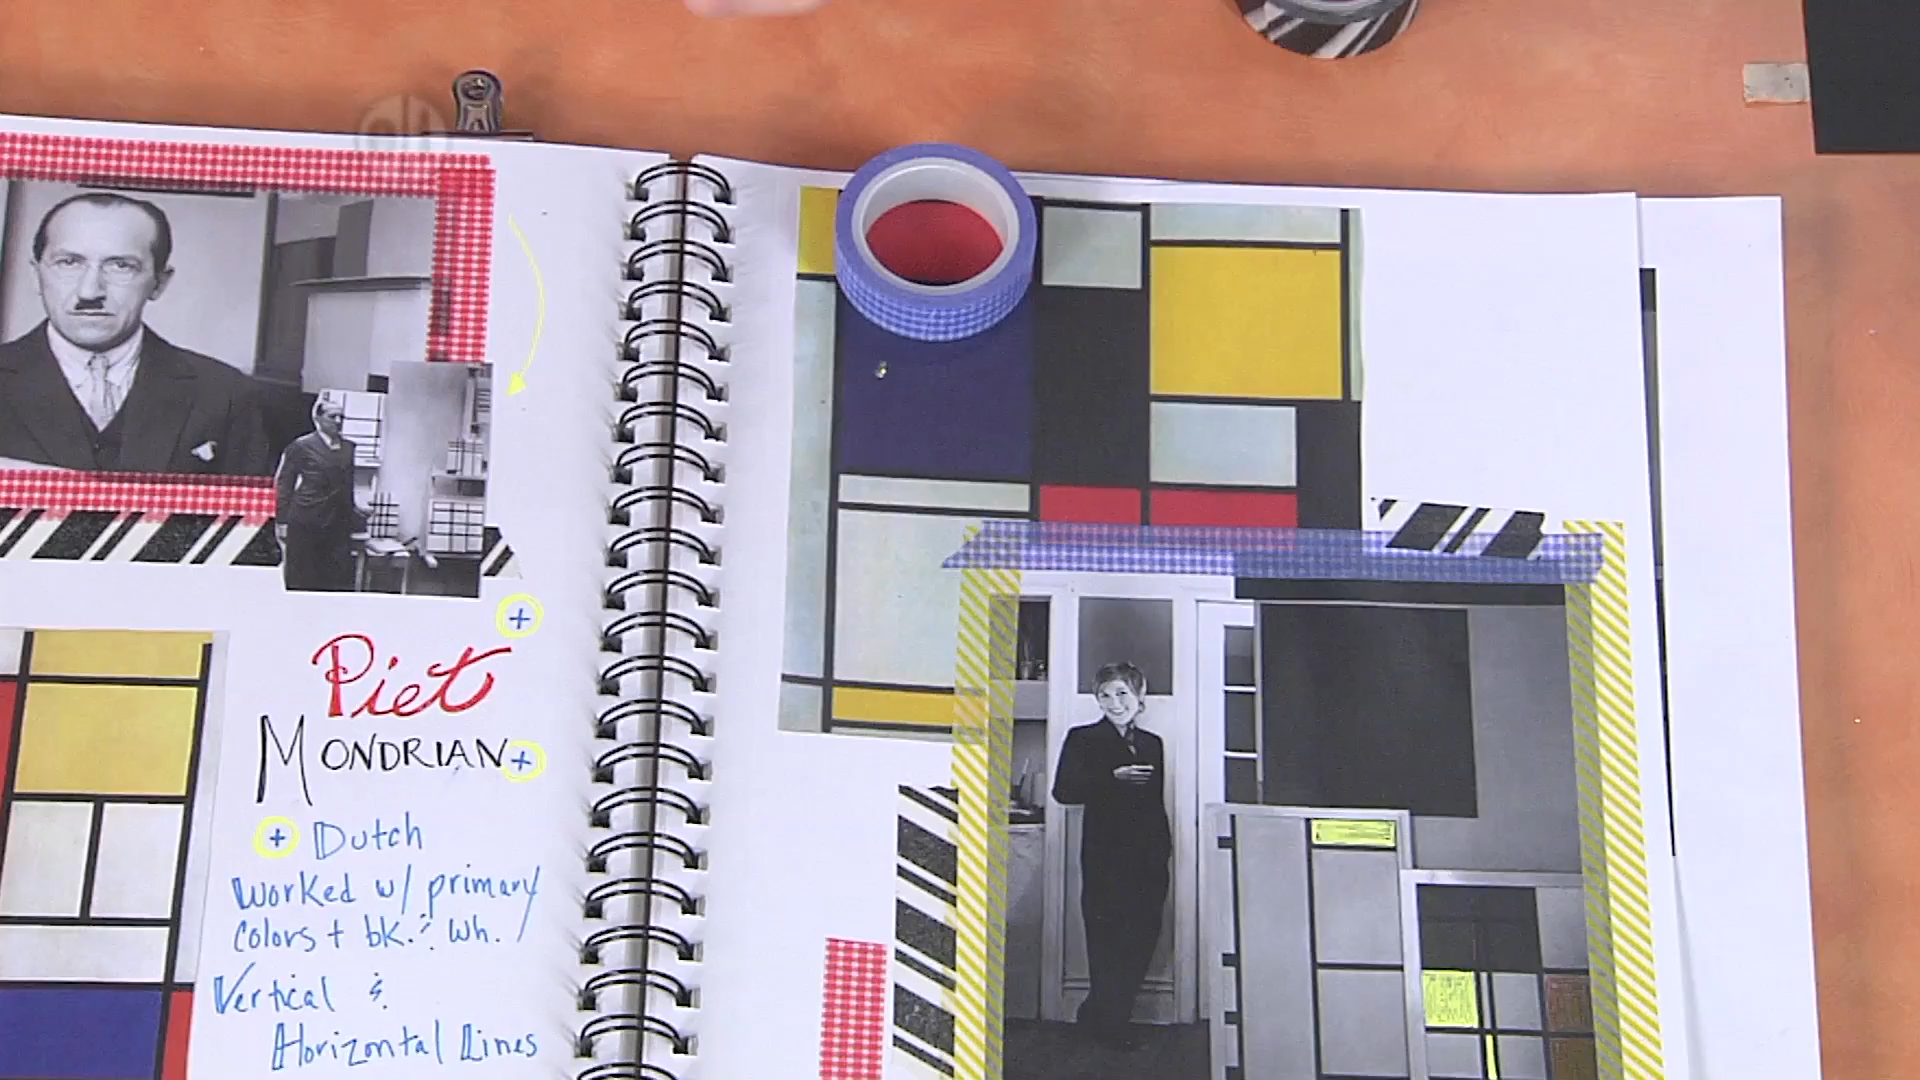 Piet
MONDRIAN
+ Dutch
Worked w/ primary
colors + bk. & wh. /
Vertical &
Horizontal Lines